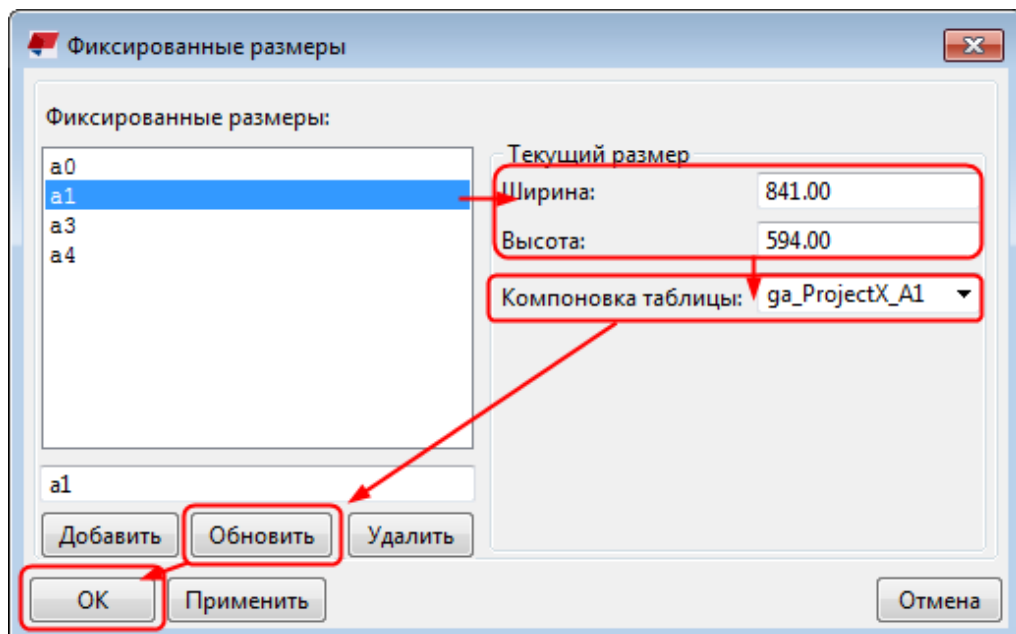 Фиксированные размеры
Фиксированные размеры:
a0
a1
a3
a4
a1
Добавить Обновить Удалить
Текущий размер
Ширина: 841.00
Высота: 594.00
Компоновка таблицы: ga_ProjectX_A1
OK Применить Отмена